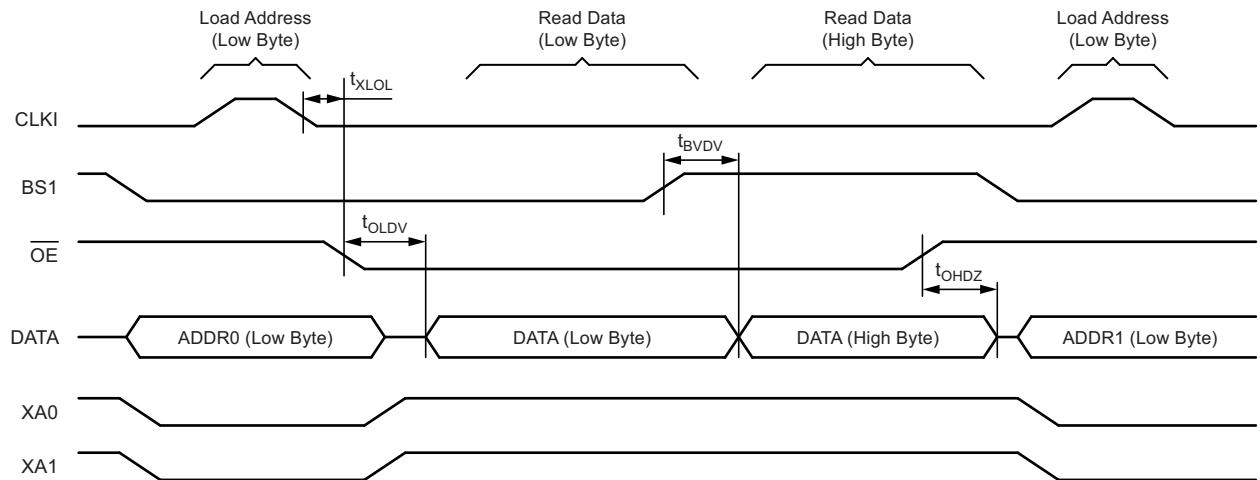 Load Address
(Low Byte)
Read Data
(Low Byte)
Read Data
(High Byte)
Load Address
(Low Byte)
tXLOL
CLKI
tBVDV
BS1
tOLDV
OE
tOHDZ
DATA
ADDR0 (Low Byte)
DATA (Low Byte)
DATA (High Byte)
ADDR1 (Low Byte)
XA0
XA1